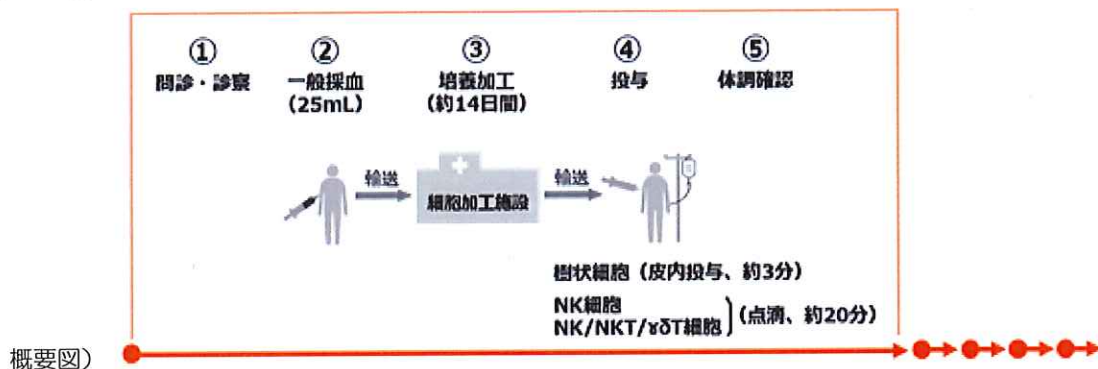 ① ② ③ ④ ⑤
問診・診察 一般採血 培養加工 投与 体調確認
(25mL) (約14日間)
輸送 輸送
細胞加工施設
樹状細胞（皮内投与、約3分）
NK細胞
NK/NKT/γδT細胞 (点滴、約20分)
概要図）